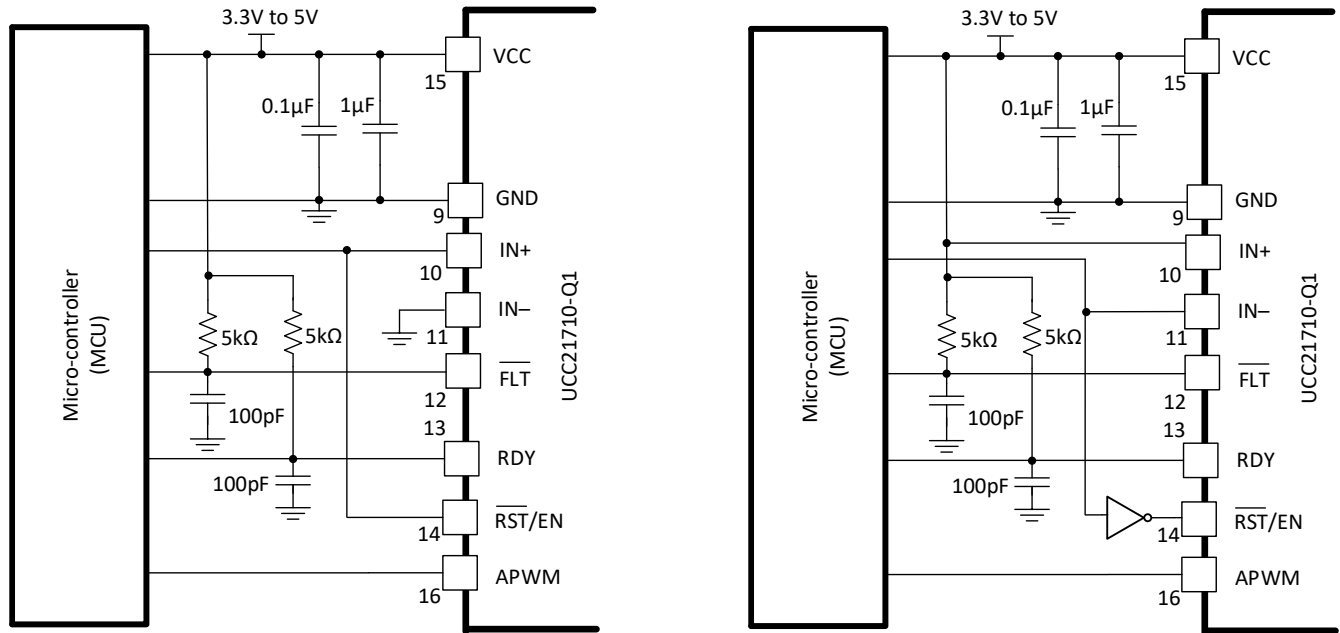 3.3V to 5V
VCC
15
0.1µF
1µF
GND
9
IN+
10
IN–
11
5kΩ
5kΩ
FLT
12
100pF
13
RDY
100pF
RST/EN
14
APWM
16
Micro-controller
(MCU)
UCC21710-Q1
3.3V to 5V
VCC
15
0.1µF
1µF
GND
9
IN+
10
IN–
11
5kΩ
5kΩ
FLT
12
100pF
13
RDY
100pF
RST/EN
14
APWM
16
Micro-controller
(MCU)
UCC21710-Q1